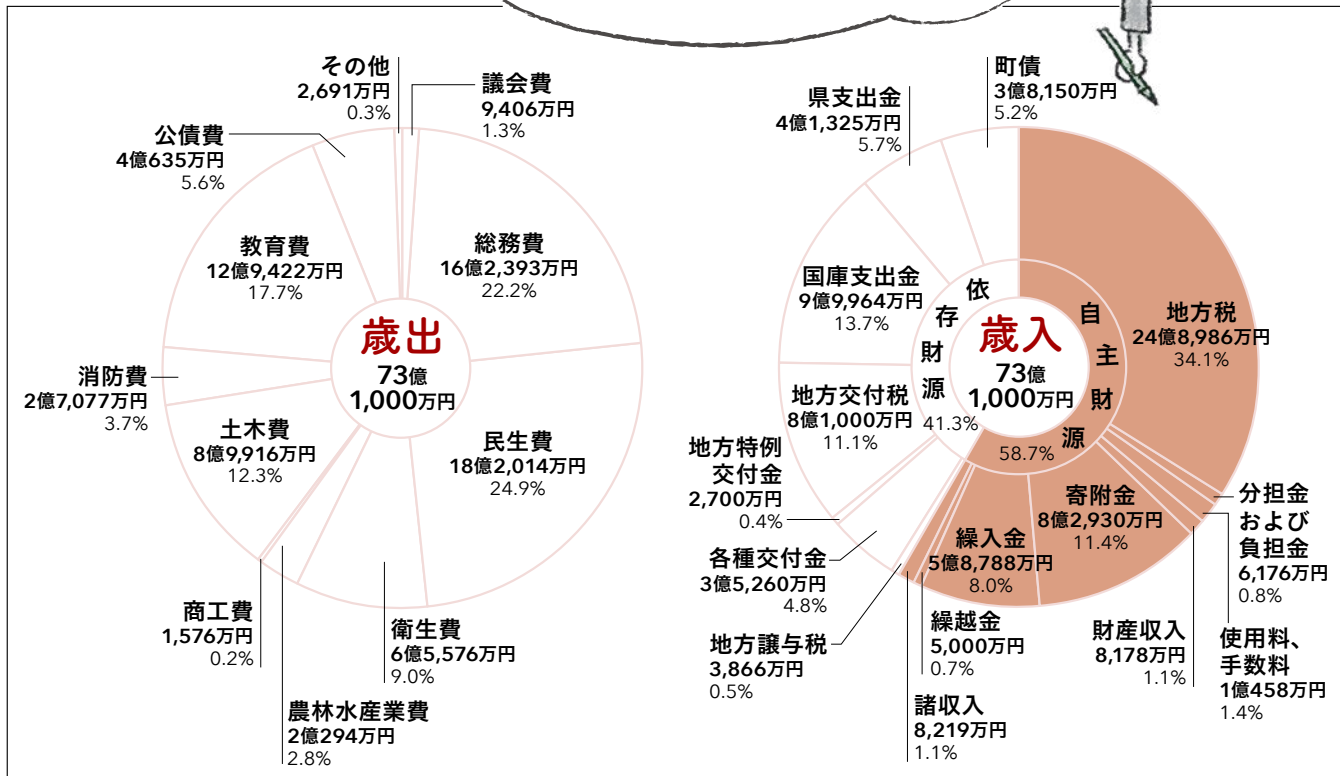 歳出
73億
1,000万円
議会費
9,406万円
1.3%
総務費
16億2,393万円
22.2%
民生費
18億2,014万円
24.9%
衛生費
6億5,576万円
9.0%
農林水産業費
2億294万円
2.8%
商工費
1,576万円
0.2%
土木費
8億9,916万円
12.3%
消防費
2億7,077万円
3.7%
教育費
12億9,422万円
17.7%
公債費
4億635万円
5.6%
その他
2,691万円
0.3%
歳入
73億
1,000万円
自主財源
58.7%
地方税
24億8,986万円
34.1%
分担金
および
負担金
6,176万円
0.8%
使用料、
手数料
1億458万円
1.4%
財産収入
8,178万円
1.1%
寄附金
8億2,930万円
11.4%
繰入金
5億8,788万円
8.0%
繰越金
5,000万円
0.7%
諸収入
8,219万円
1.1%
依存財源
41.3%
地方譲与税
3,866万円
0.5%
各種交付金
3億5,260万円
4.8%
地方特例
交付金
2,700万円
0.4%
地方交付税
8億1,000万円
11.1%
国庫支出金
9億9,964万円
13.7%
県支出金
4億1,325万円
5.7%
町債
3億8,150万円
5.2%